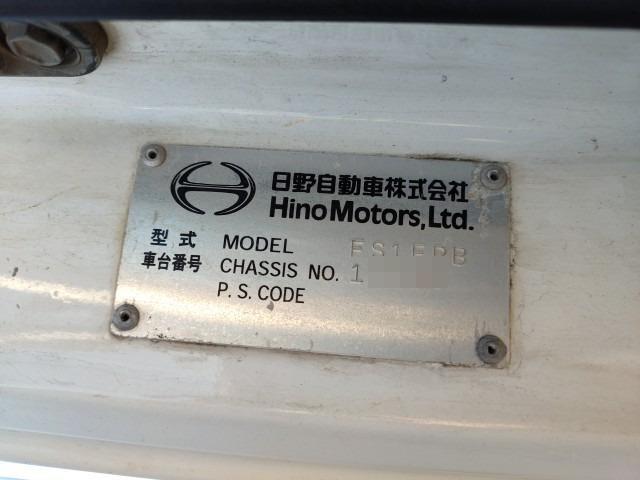 日野自動車株式会社
Hino Motors, Ltd.
型式 MODEL FS1ERB
車台番号 CHASSIS NO. 1
P. S. CODE